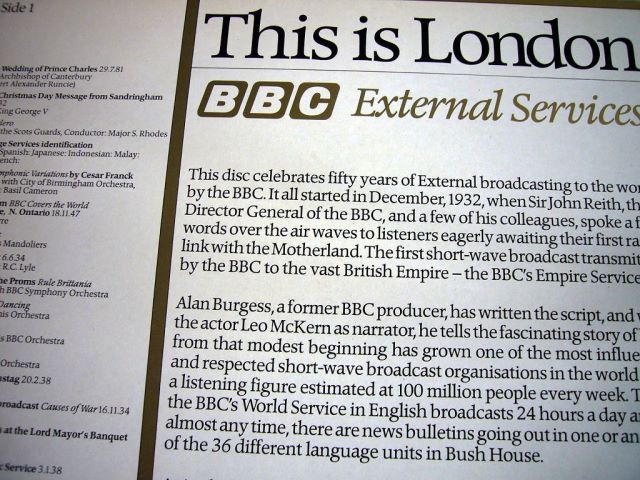 Side 1
Wedding of Prince Charles 29.7.81
Archbishop of Canterbury
ert Alexander Runcie)
Christmas Day Message from Sandringham
32
King George V
lero
the Scots Guards, Conductor: Major S. Rhodes
ge Services identification
Spanish: Japanese: Indonesian: Malay:
ench:
mphonic Variations by Cesar Franck
with City of Birmingham Orchestra,
: Basil Cameron
m BBC Covers the World
e, N. Ontario 18.11.47
rre
s Mandoliers
6.6.34
R.C. Lyle
he Proms Rule Brittania
h BBC Symphony Orchestra
Dancing
nis Orchestra
s BBC Orchestra
Orchestra
nstag 20.2.38
broadcast Causes of War 16.11.34
n at the Lord Mayor's Banquet
c Service 3.1.38
This is London
BBC External Services
This disc celebrates fifty years of External broadcasting to the wo
by the BBC. It all started in December, 1932, when Sir John Reith, th
Director General of the BBC, and a few of his colleagues, spoke a f
words over the air waves to listeners eagerly awaiting their first ra
link with the Motherland. The first short-wave broadcast transmit
by the BBC to the vast British Empire – the BBC's Empire Service
Alan Burgess, a former BBC producer, has written the script, and w
the actor Leo McKern as narrator, he tells the fascinating story of
from that modest beginning has grown one of the most influe
and respected short-wave broadcast organisations in the world
a listening figure estimated at 100 million people every week. T
the BBC's World Service in English broadcasts 24 hours a day a
almost any time, there are news bulletins going out in one or an
of the 36 different language units in Bush House.